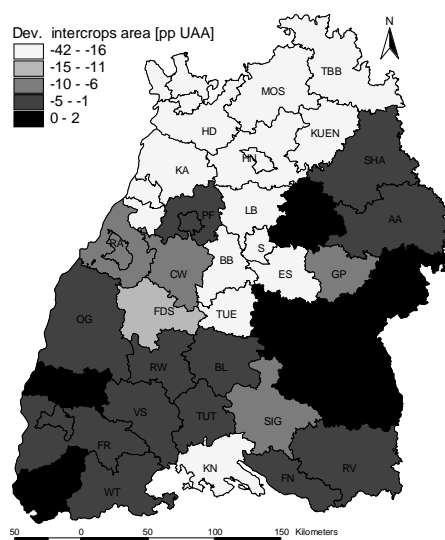 Dev. intercrops area [pp UAA]
-42 - -16
-15 - -11
-10 - -6
-5 - -1
0 - 2
N
TBB
MOS
HD
KUEN
HN
SHA
KA
PF
LB
AA
RA
S
CW
BB
ES
GP
OG
FDS
TUE
RW
BL
VS
TUT
SIG
FR
KN
FN
RV
WT
50 0 50 100 150 Kilometers